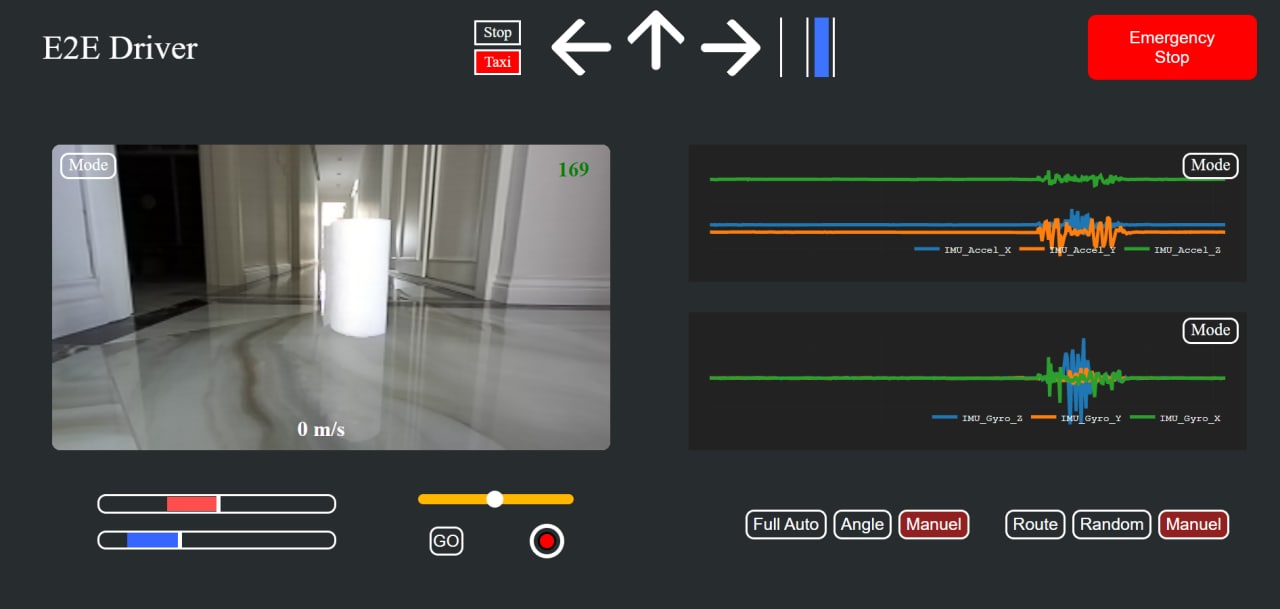 E2E Driver
Stop
Taxi
Emergency
Stop
Mode
169
0 m/s
Mode
IMU_Accel_X IMU_Accel_Y IMU_Accel_Z
Mode
IMU_Gyro_Z IMU_Gyro_Y IMU_Gyro_X
GO
Full Auto Angle Manuel
Route Random Manuel